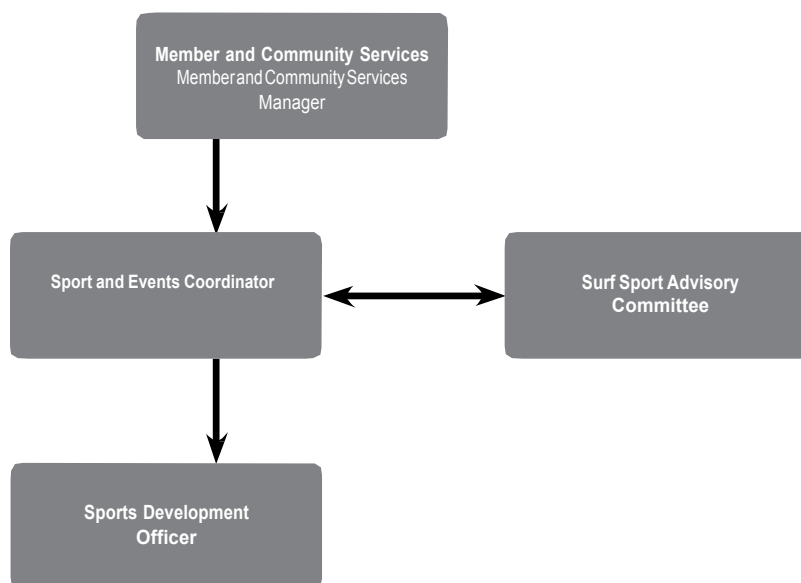 Member and Community Services
Member and Community Services
Manager
Sport and Events Coordinator
Surf Sport Advisory
Committee
Sports Development
Officer